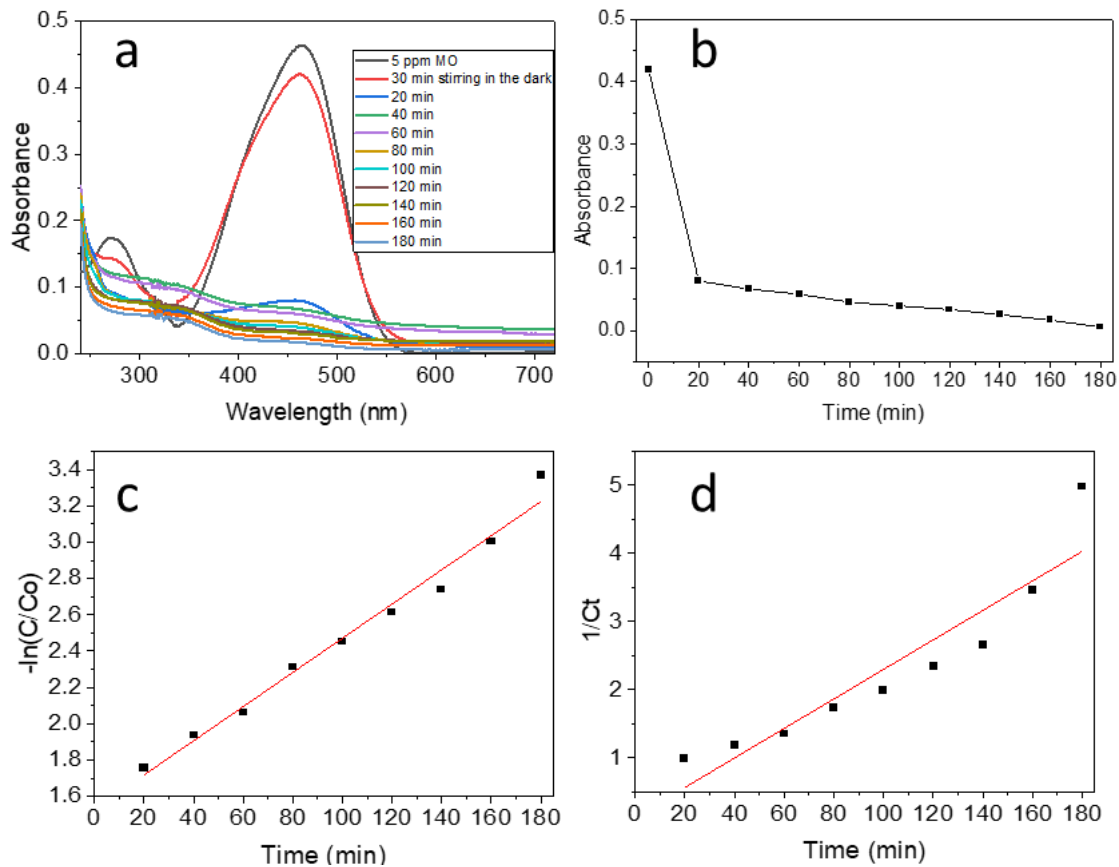 a
0.5
0.4
0.3
0.2
0.1
0.0
Absorbance
300 400 500 600 700
Wavelength (nm)
5 ppm MO
30 min stirring in the dark
20 min
40 min
60 min
80 min
100 min
120 min
140 min
160 min
180 min
b
0.5
0.4
0.3
0.2
0.1
0.0
Absorbance
0 20 40 60 80 100 120 140 160 180
Time (min)
c
3.4
3.2
3.0
2.8
2.6
2.4
2.2
2.0
1.8
1.6
-ln(C/Co)
0 20 40 60 80 100 120 140 160 180
Time (min)
d
5
4
3
2
1
1/Ct
0 20 40 60 80 100 120 140 160 180
Time (min)